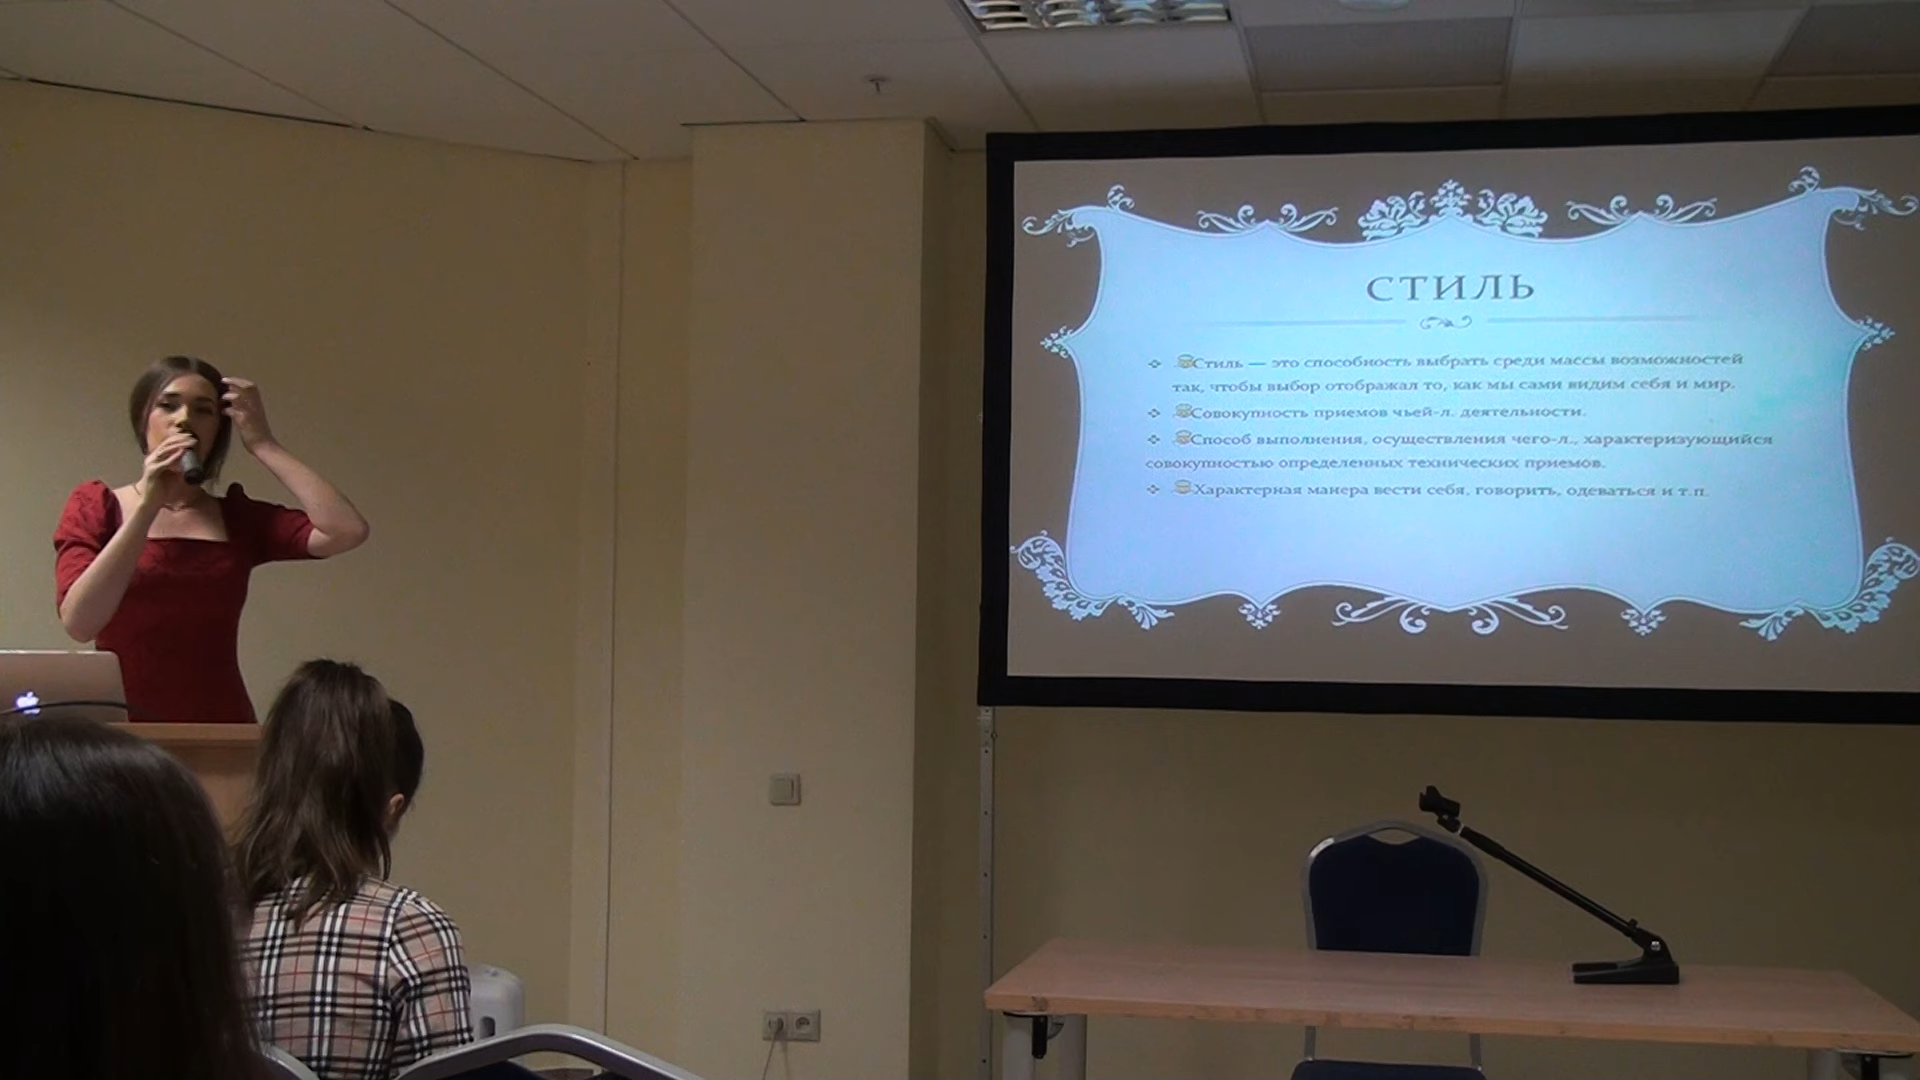 СТИЛЬ
Стиль — это способность выбрать среди массы возможностей
так, чтобы выбор отображал то, как мы сами видим себя и мир.
Совокупность приемов чьей-л. деятельности.
Способ выполнения, осуществления чего-л., характеризующийся
совокупностью определенных технических приемов.
Характерная манера вести себя, говорить, одеваться и т.п.